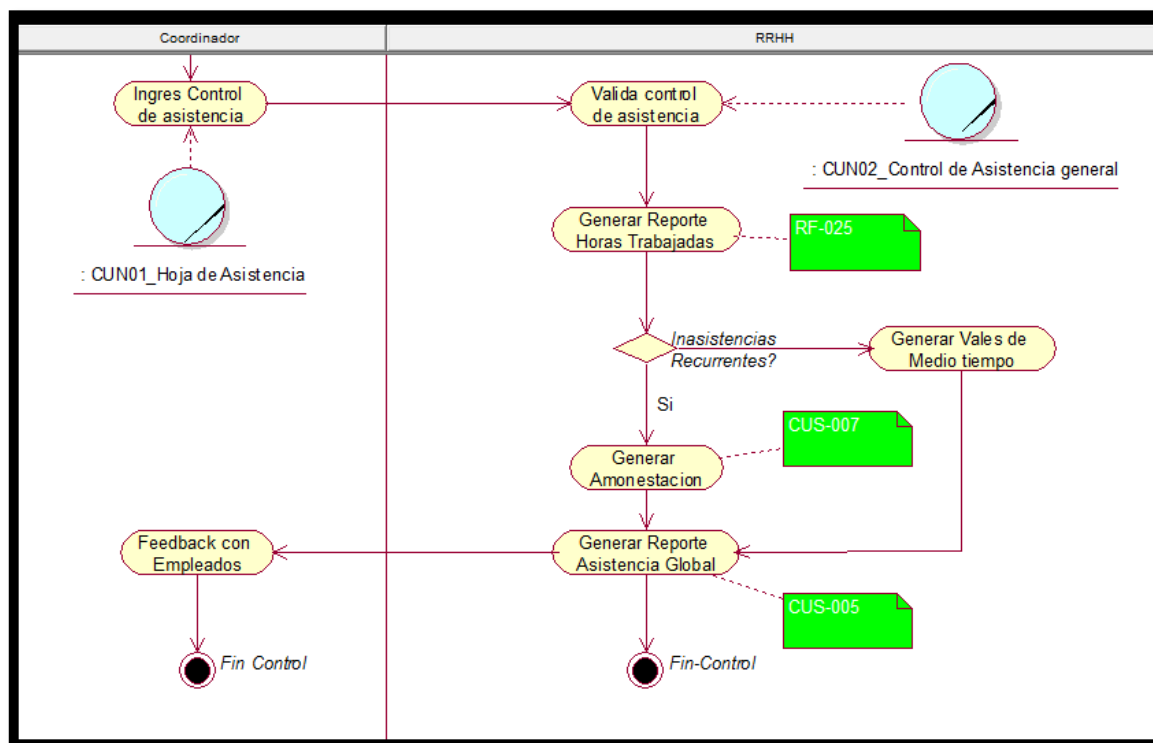 Coordinador
RRHH
Ingres Control
de asistencia
Valida control
de asistencia
: CUN02_Control de Asistencia general
: CUN01_Hoja de Asistencia
Generar Reporte
Horas Trabajadas
RF-025
Inasistencias
Recurrentes?
Generar Vales de
Medio tiempo
Si
CUS-007
Generar
Amonestacion
Feedback con
Empleados
Generar Reporte
Asistencia Global
CUS-005
Fin Control
Fin-Control